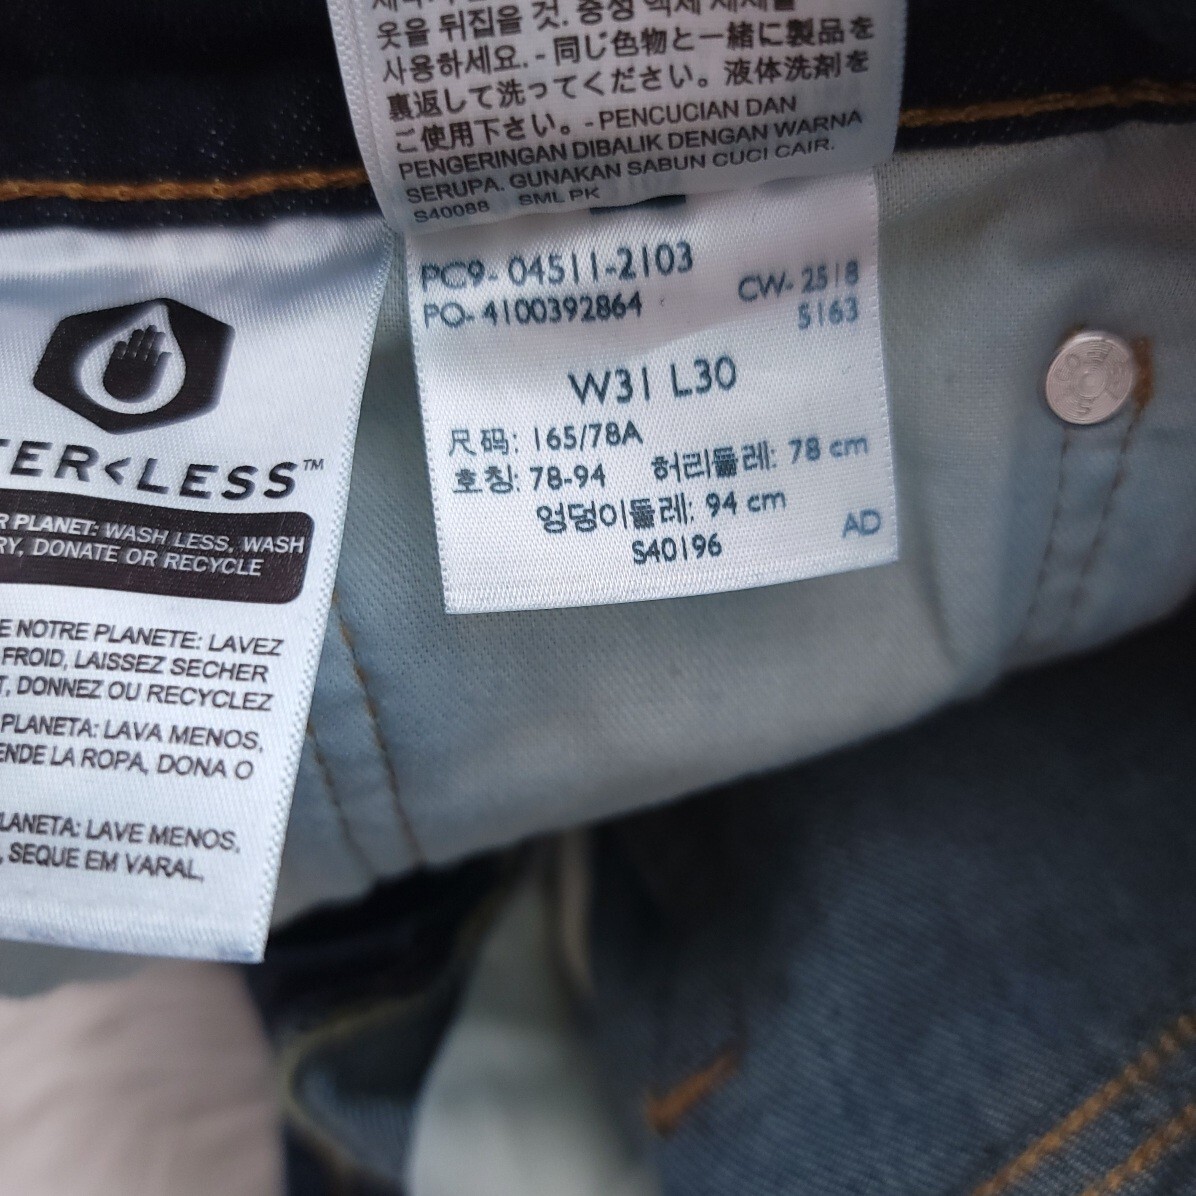 옷을 뒤집을 것. 중성 액체 세제를
사용하세요. - 同じ色物と一緒に製品を
裏返して洗ってください。液体洗剤を
ご使用下さい。- PENCUCIAN DAN
PENGERINGAN DIBALIK DENGAN WARNA
SERUPA. GUNAKAN SABUN CUCI CAIR.
S40088 SML PK
PC9- 04511-2103
PO- 4100392864
CW- 2518
S163
W31 L30
尺码: 165/78A
호칭: 78-94 허리둘레: 78 cm
엉덩이둘레: 94 cm
S40196
AD
TER<LESS™
R PLANET: WASH LESS, WASH
RY, DONATE OR RECYCLE
E NOTRE PLANETE: LAVEZ
FROID, LAISSEZ SECHER
T, DONNEZ OU RECYCLEZ
PLANETA: LAVA MENOS,
ENDE LA ROPA, DONA O
LANETA: LAVE MENOS,
, SEQUE EM VARAL,